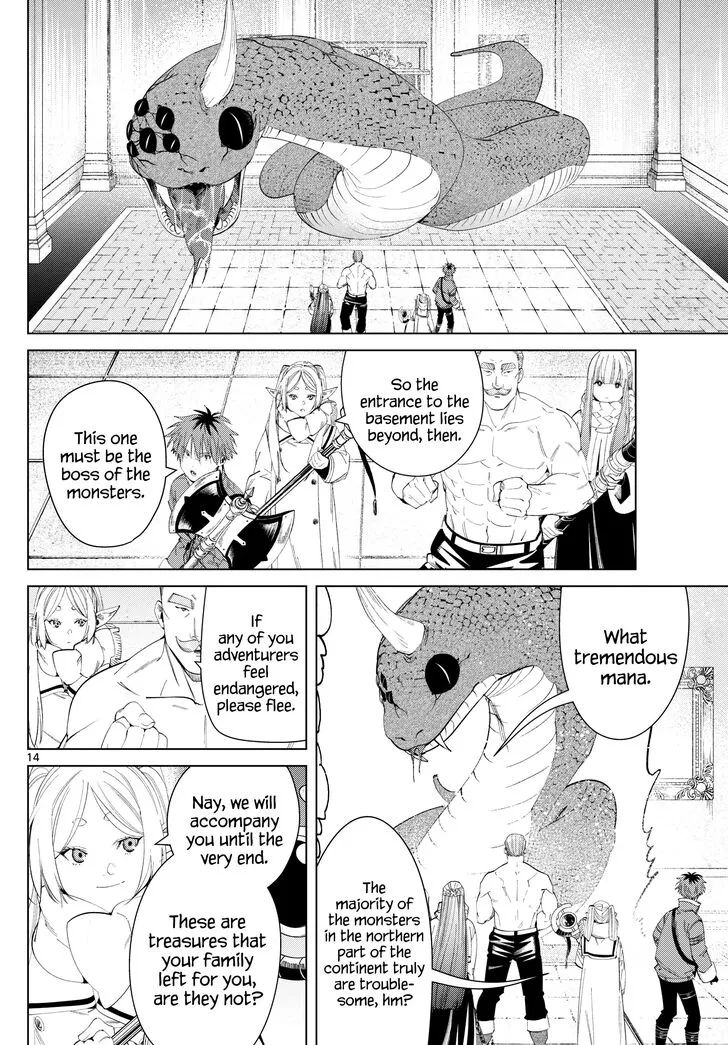 So the
entrance to the
basement lies
beyond, then.
This one
must be the
boss of the
monsters.
What
tremendous
mana.
The
majority of
the monsters
in the northern
part of the
continent truly
are trouble-
some, hm?
If
any of you
adventurers
feel
endangered,
please flee.
14
Nay, we will
accompany
you until the
very end.
These are
treasures that
your family
left for you,
are they not?